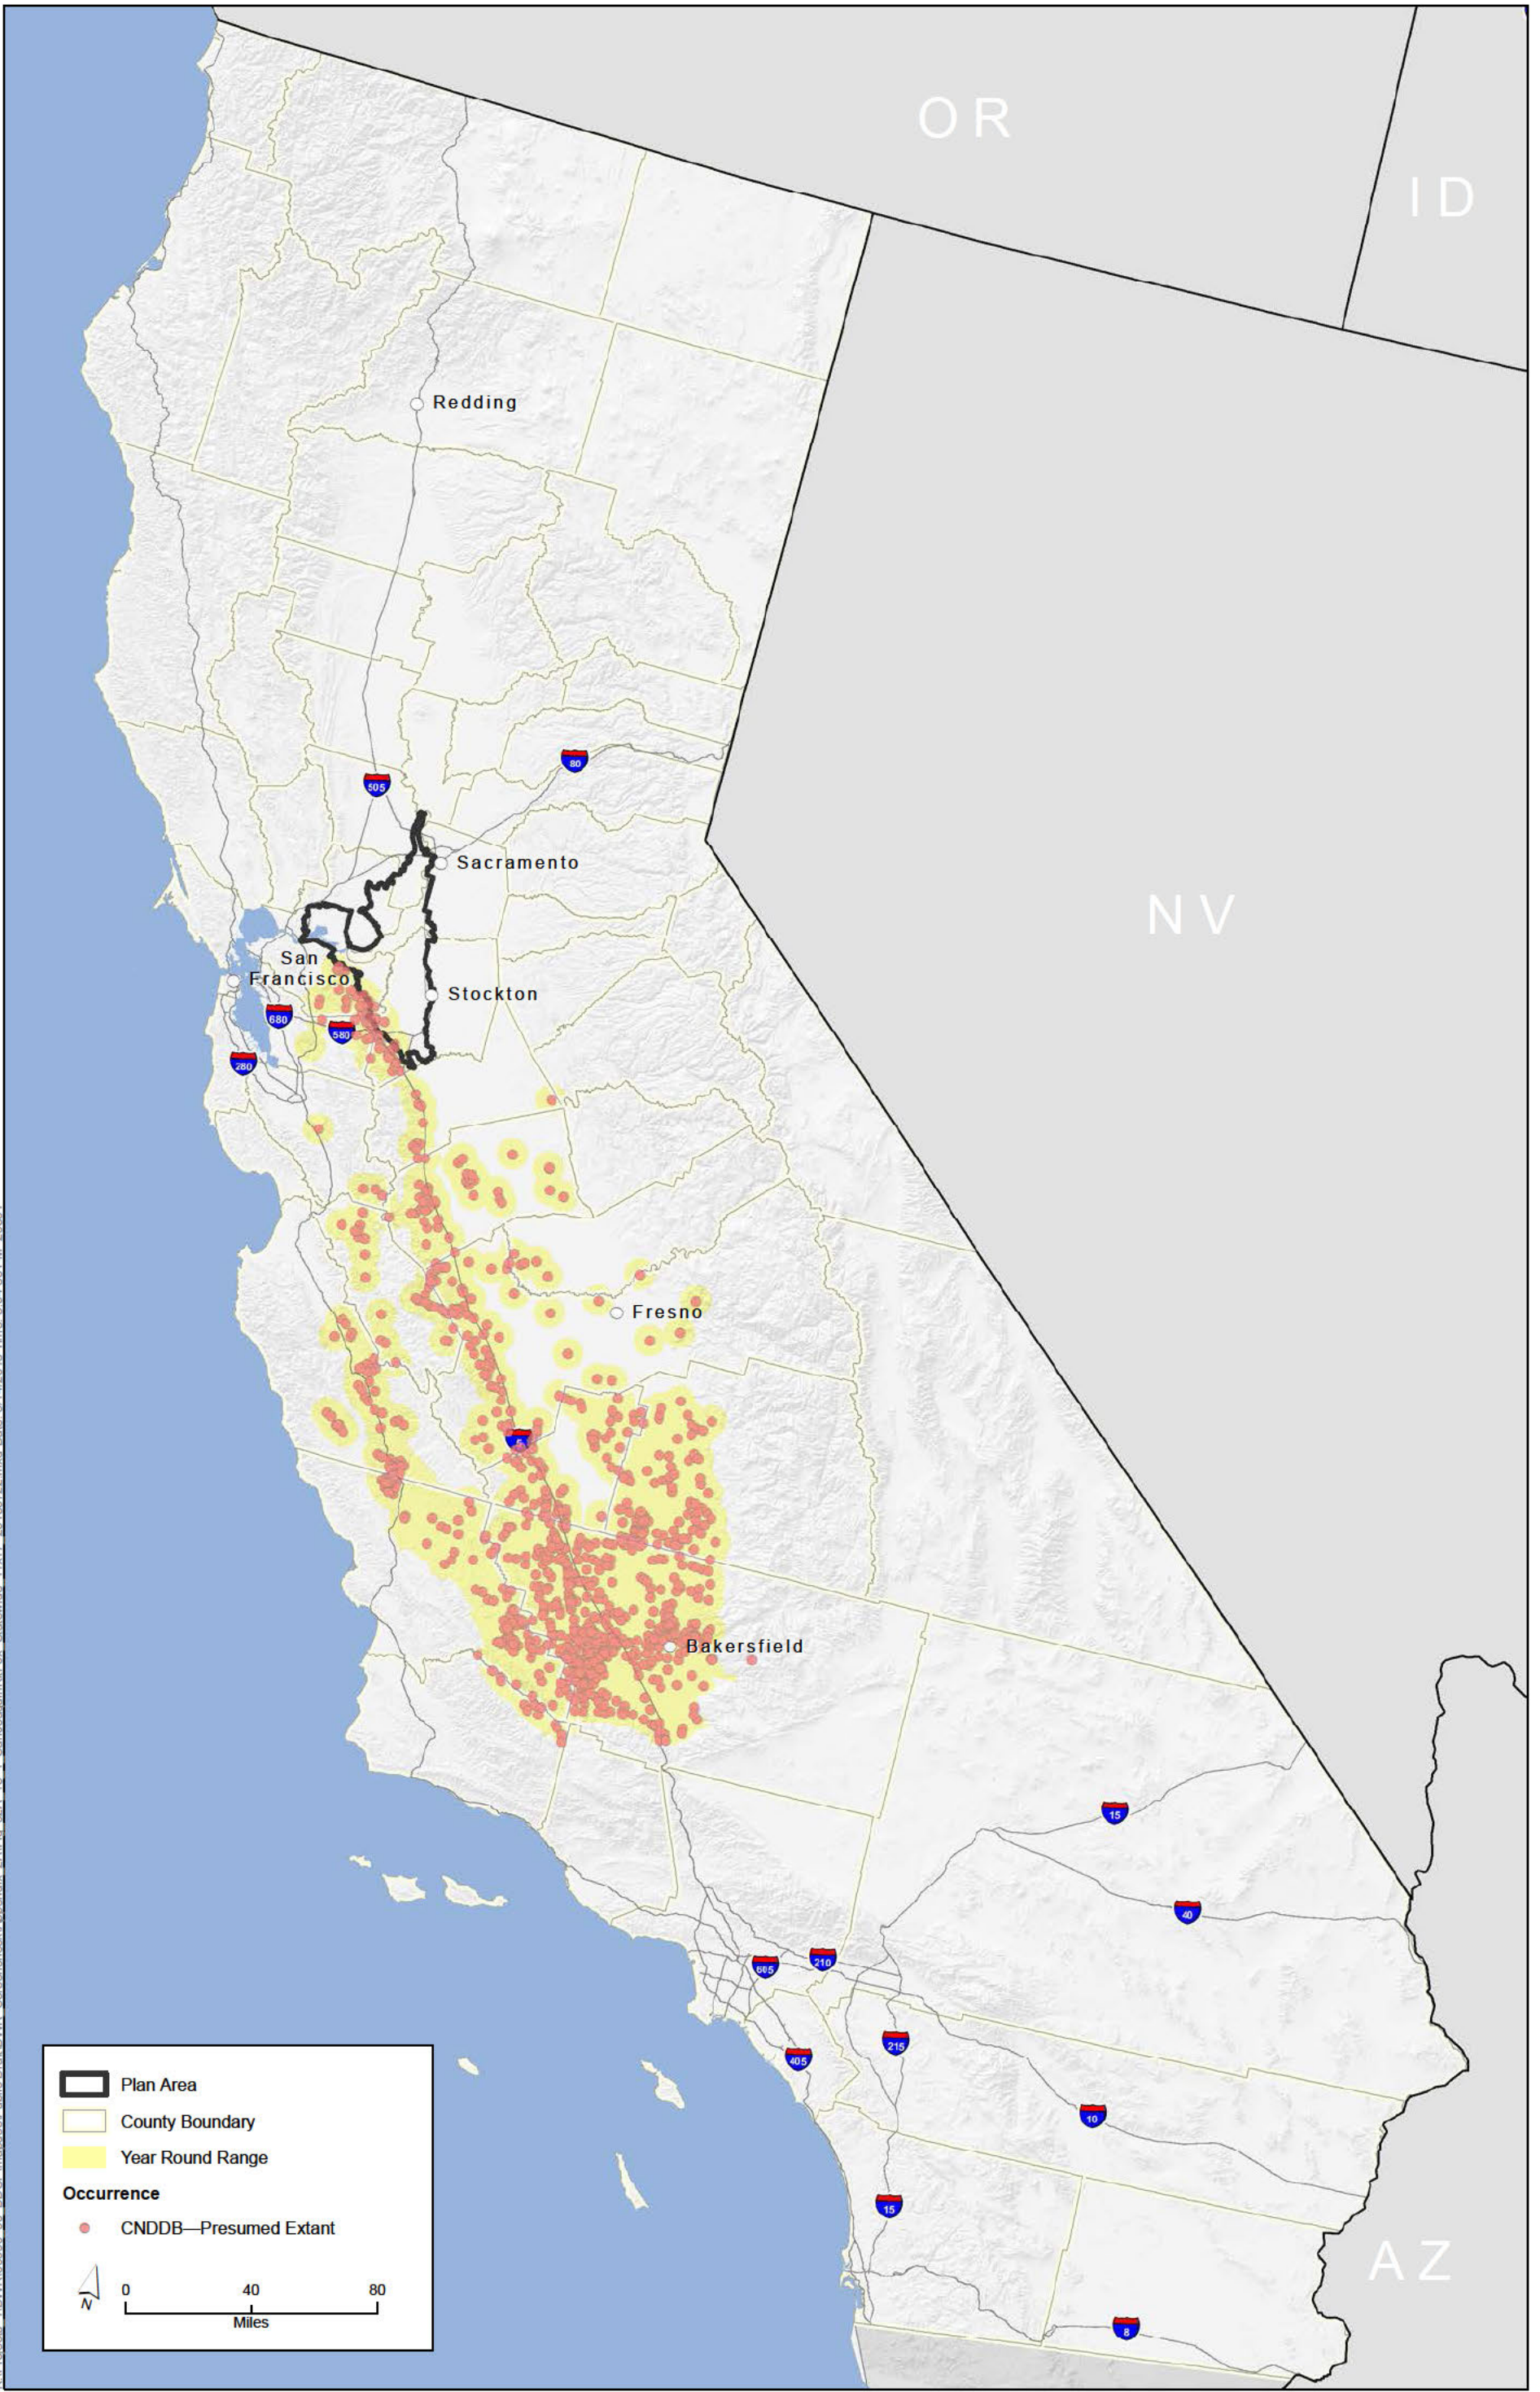 OR
ID
Redding
80
505
Sacramento
NV
San
Francisco
Stockton
680
580
280
Fresno
5
Bakersfield
15
40
605
210
215
405
10
15
AZ
8
Plan Area
County Boundary
Year Round Range
Occurrence
CNDDB—Presumed Extant
N
0 40 80
Miles